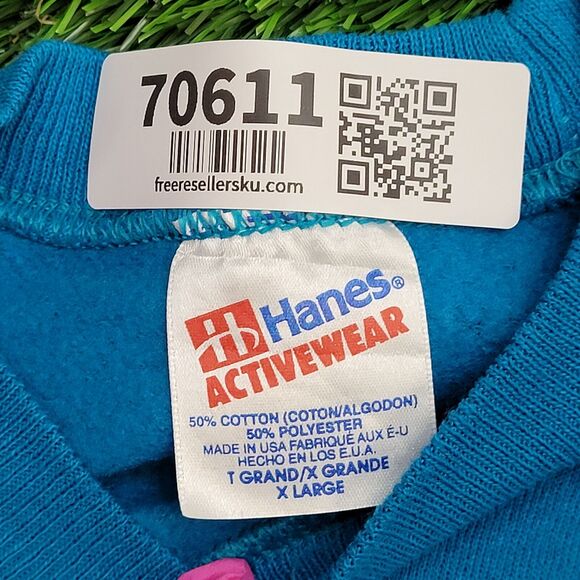 70611
freeresellersku.com
Hanes®
ACTIVEWEAR
50% COTTON (COTON/ALGODON)
50% POLYESTER
MADE IN USA FABRIQUÉ AUX É-U
HECHO EN LOS E.U.A.
T GRAND/X GRANDE
X LARGE